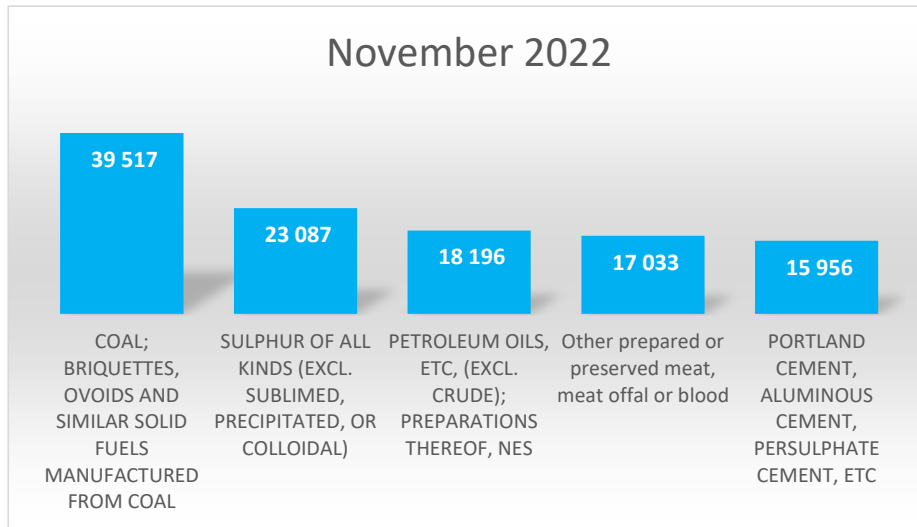 November 2022
39 517
23 087
18 196
17 033
15 956
COAL;
BRIQUETTES,
OVOIDS AND
SIMILAR SOLID
FUELS
MANUFACTURED
FROM COAL
SULPHUR OF ALL
KINDS (EXCL.
SUBLIMED,
PRECIPITATED, OR
COLLOIDAL)
PETROLEUM OILS,
ETC, (EXCL.
CRUDE);
PREPARATIONS
THEREOF, NES
Other prepared or
preserved meat,
meat offal or blood
PORTLAND
CEMENT,
ALUMINOUS
CEMENT,
PERSULPHATE
CEMENT, ETC